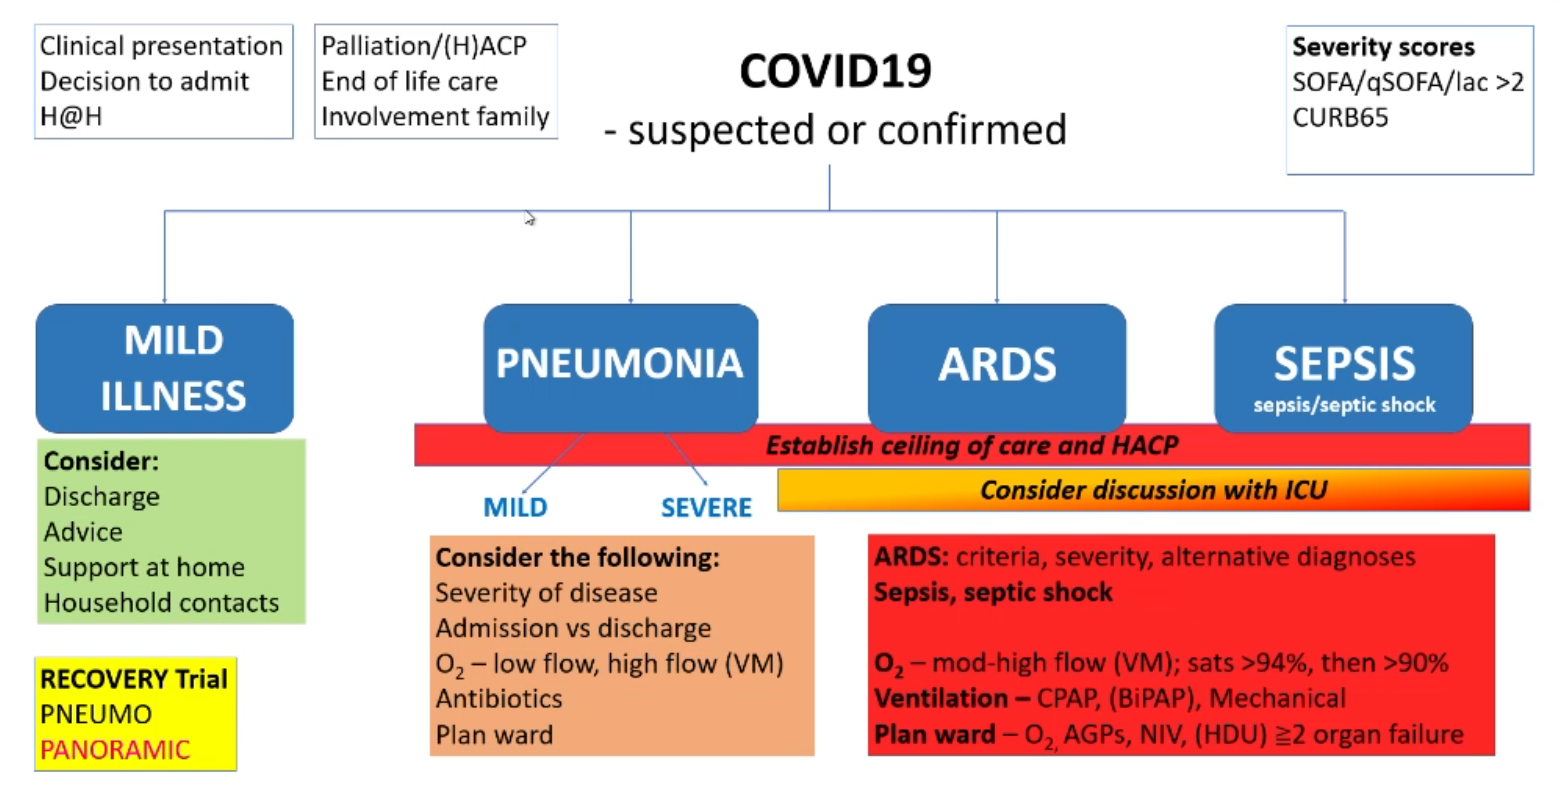 Clinical presentation
Decision to admit
H@H
Palliation/(H)ACP
End of life care
Involvement family
COVID19
- suspected or confirmed
Severity scores
SOFA/qSOFA/lac >2
CURB65
MILD
ILLNESS
PNEUMONIA
ARDS
SEPSIS
sepsis/septic shock
Establish ceiling of care and HACP
Consider discussion with ICU
MILD
SEVERE
Consider:
Discharge
Advice
Support at home
Household contacts
Consider the following:
Severity of disease
Admission vs discharge
O₂ – low flow, high flow (VM)
Antibiotics
Plan ward
ARDS: criteria, severity, alternative diagnoses
Sepsis, septic shock
O₂ – mod-high flow (VM); sats >94%, then >90%
Ventilation – CPAP, (BiPAP), Mechanical
Plan ward – O₂, AGPs, NIV, (HDU) ≧2 organ failure
RECOVERY Trial
PNEUMO
PANORAMIC